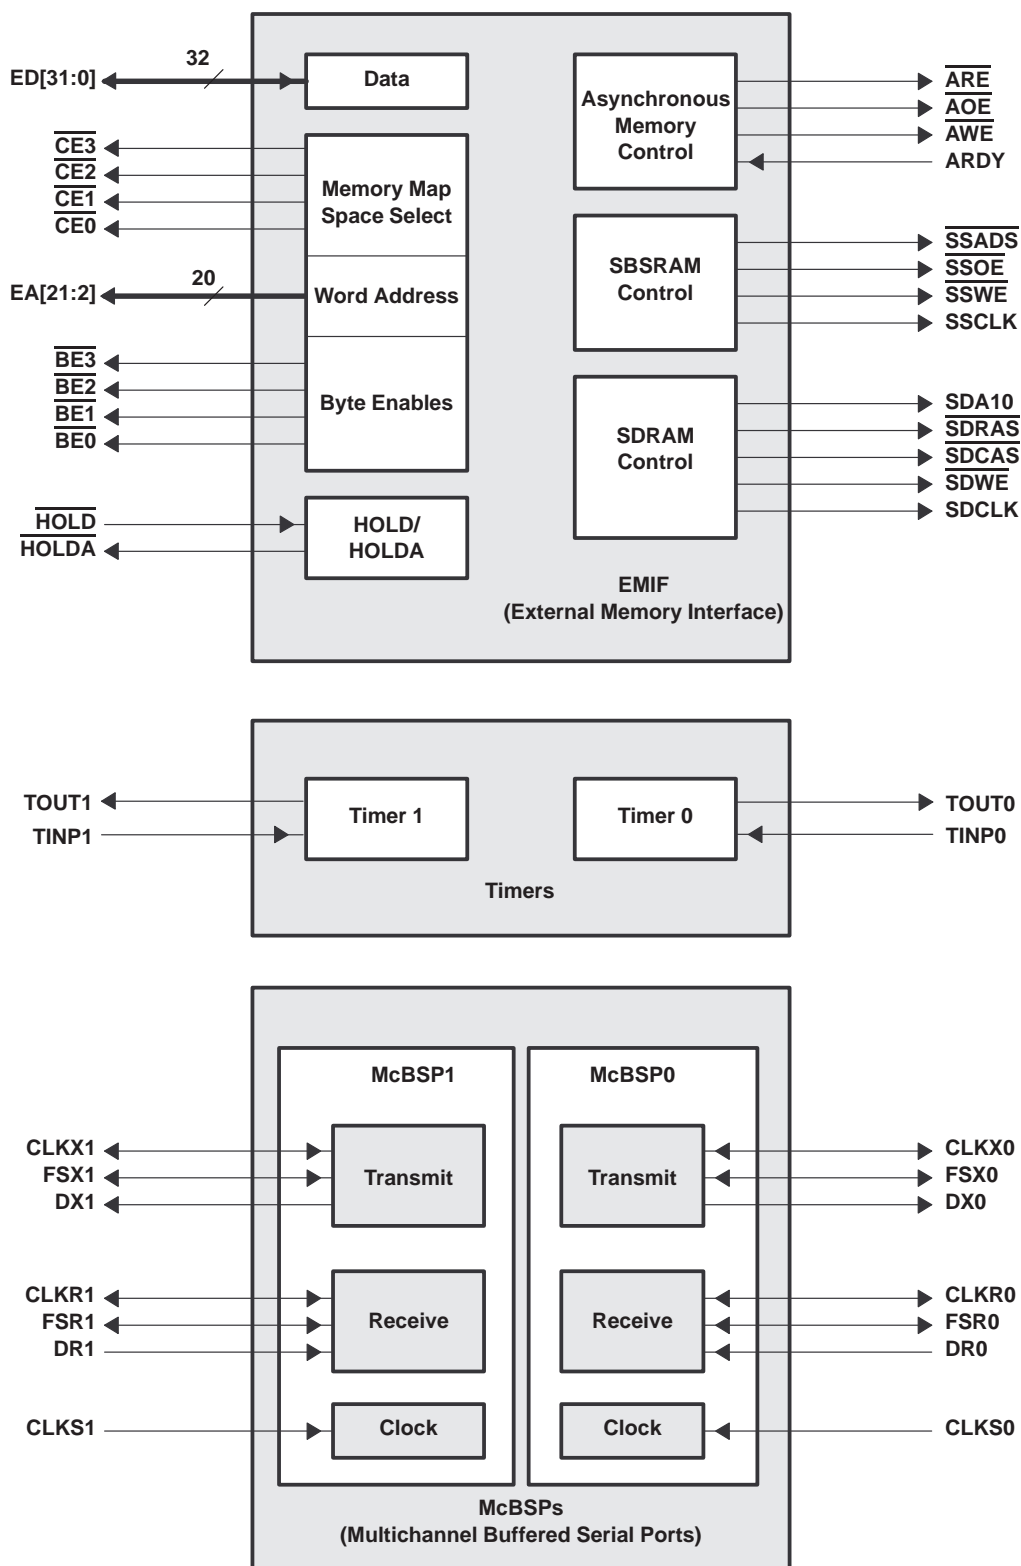 32
ED[31:0]
Data
CE3
CE2
CE1
CE0
Memory Map
Space Select
20
EA[21:2]
Word Address
BE3
BE2
BE1
BE0
Byte Enables
HOLD
HOLDA
HOLD/
HOLDA
Asynchronous
Memory
Control
ARE
AOE
AWE
ARDY
SBSRAM
Control
SSADS
SSOE
SSWE
SSCLK
SDRAM
Control
SDA10
SDRAS
SDCAS
SDWE
SDCLK
EMIF
(External Memory Interface)
TOUT1
TINP1
Timer 1
Timer 0
TOUT0
TINP0
Timers
McBSP1
McBSP0
CLKX1
FSX1
DX1
Transmit
Transmit
CLKX0
FSX0
DX0
CLKR1
FSR1
DR1
Receive
Receive
CLKR0
FSR0
DR0
CLKS1
Clock
Clock
CLKS0
McBSPs
(Multichannel Buffered Serial Ports)